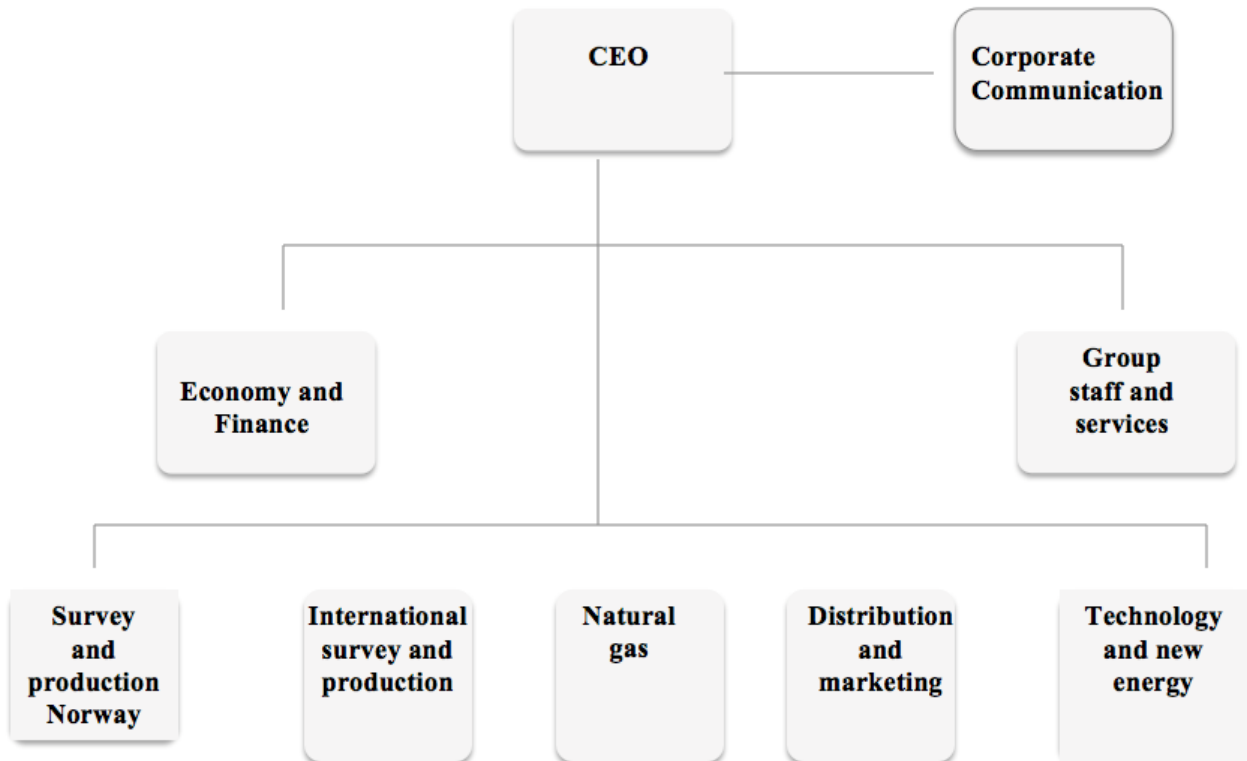 CEO
Corporate
Communication
Economy and
Finance
Group
staff and
services
Survey
and
production
Norway
International
survey and
production
Natural
gas
Distribution
and
marketing
Technology
and new
energy